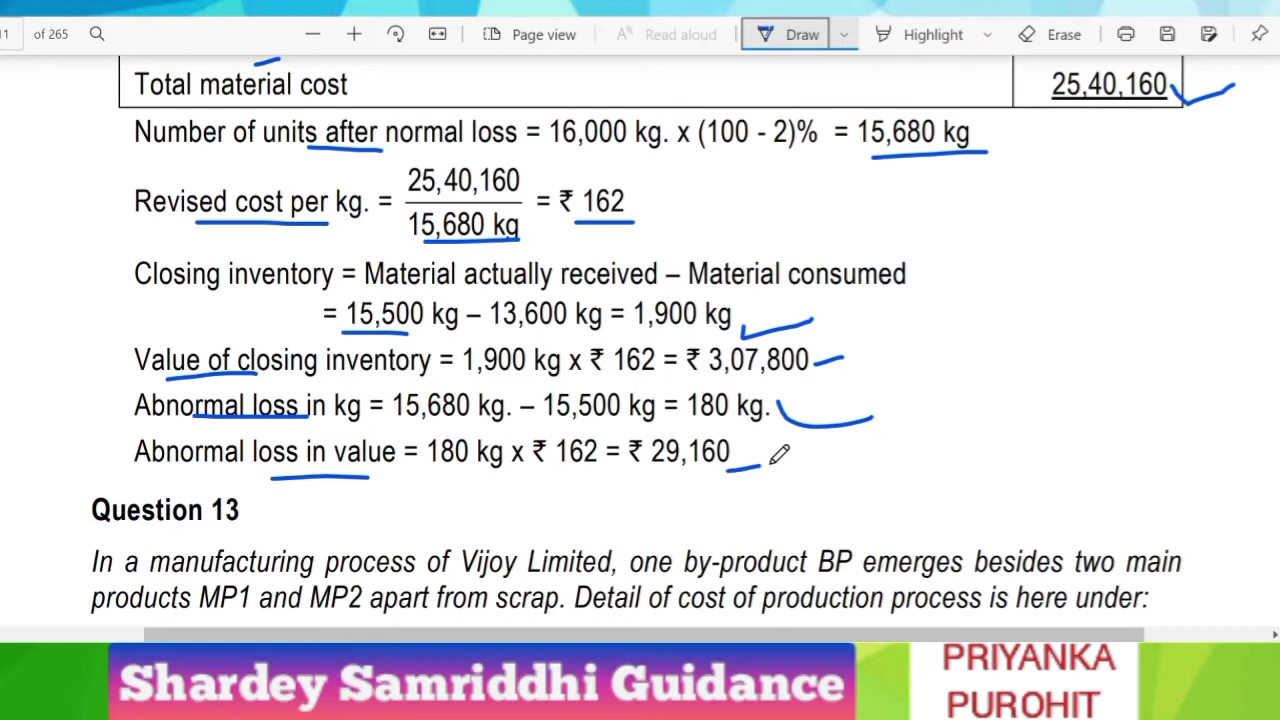 11 of 265 Page view Read aloud Draw Highlight Erase
Total material cost 25,40,160
Number of units after normal loss = 16,000 kg. x (100 - 2)% = 15,680 kg
Revised cost per kg. = 25,40,160 / 15,680 kg = ₹ 162
Closing inventory = Material actually received – Material consumed
= 15,500 kg – 13,600 kg = 1,900 kg
Value of closing inventory = 1,900 kg x ₹ 162 = ₹ 3,07,800
Abnormal loss in kg = 15,680 kg. – 15,500 kg = 180 kg.
Abnormal loss in value = 180 kg x ₹ 162 = ₹ 29,160
Question 13
In a manufacturing process of Vijoy Limited, one by-product BP emerges besides two main
products MP1 and MP2 apart from scrap. Detail of cost of production process is here under:
Shardey Samriddhi Guidance
PRIYANKA
PUROHIT